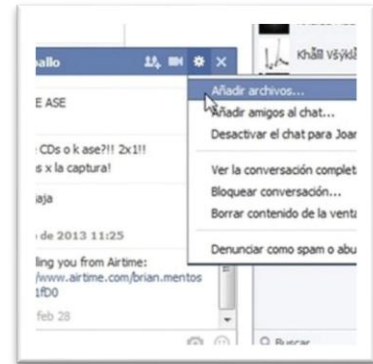 allo
Khåll Vsÿklå
Añadir archivos...
Añadir amigos al chat...
Desactivar el chat para Joar
Ver la conversación complet
Bloquear conversación...
Borrar contenido de la venta
Denunciar como spam o abu
E ASE
CDs o k ase?!! 2x1!!
s x la captura!
aja
de 2013 11:25
ling you from Airtime:
/www.airtime.com/brian.mentos
1fD0
feb 28
Buscar